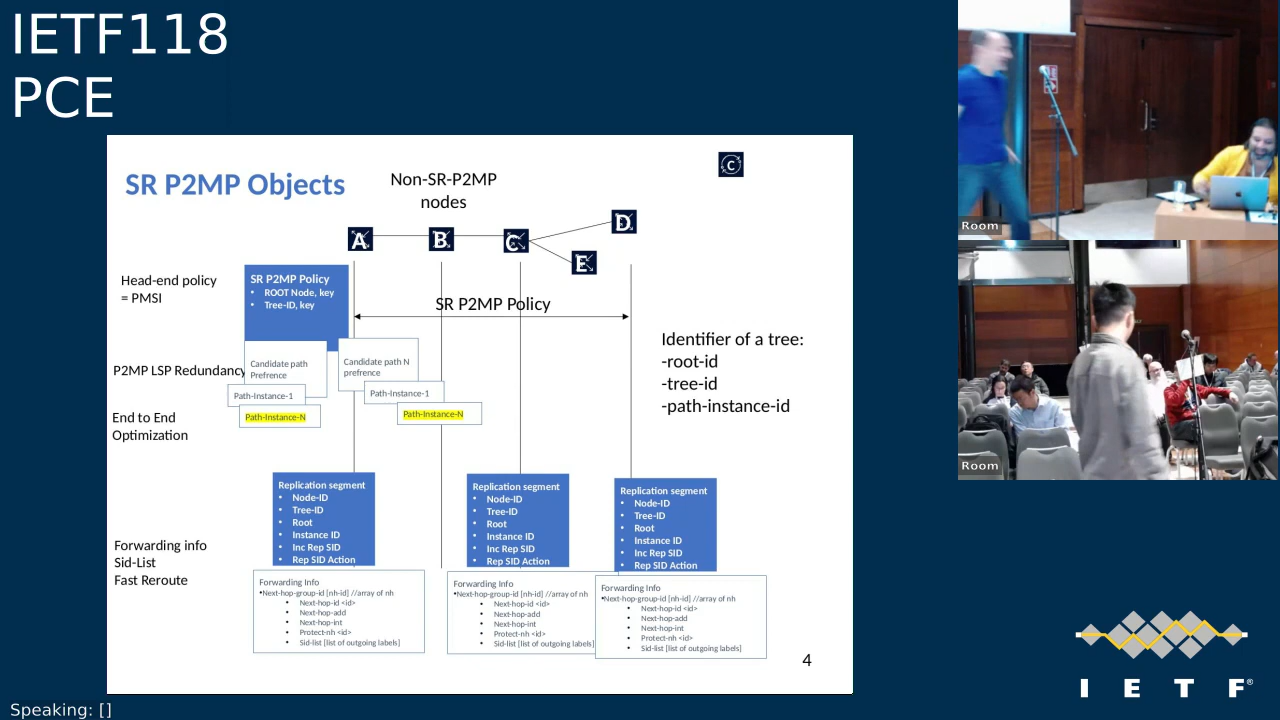 IETF118
PCE
SR P2MP Objects
Non-SR-P2MP
nodes
C
A
B
C
D
E
Head-end policy
= PMSI
SR P2MP Policy
• ROOT Node, key
• Tree-ID, key
SR P2MP Policy
Identifier of a tree:
-root-id
-tree-id
-path-instance-id
P2MP LSP Redundancy
Candidate path
Prefrence
Candidate path N
prefrence
Path-Instance-1
Path-Instance-N
Path-Instance-1
Path-Instance-N
End to End
Optimization
Replication segment
• Node-ID
• Tree-ID
• Root
• Instance ID
• Inc Rep SID
• Rep SID Action
Replication segment
• Node-ID
• Tree-ID
• Root
• Instance ID
• Inc Rep SID
• Rep SID Action
Replication segment
• Node-ID
• Tree-ID
• Root
• Instance ID
• Inc Rep SID
• Rep SID Action
Forwarding info
Sid-List
Fast Reroute
Forwarding Info
•Next-hop-group-id [nh-id] //array of nh
• Next-hop-id <id>
• Next-hop-add
• Next-hop-int
• Protect-nh <id>
• Sid-list [list of outgoing labels]
Forwarding Info
•Next-hop-group-id [nh-id] //array of nh
• Next-hop-id <id>
• Next-hop-add
• Next-hop-int
• Protect-nh <id>
• Sid-list [list of outgoing labels]
Forwarding Info
•Next-hop-group-id [nh-id] //array of nh
• Next-hop-id <id>
• Next-hop-add
• Next-hop-int
• Protect-nh <id>
• Sid-list [list of outgoing labels]
4
Room
Room
I E T F®
Speaking: []